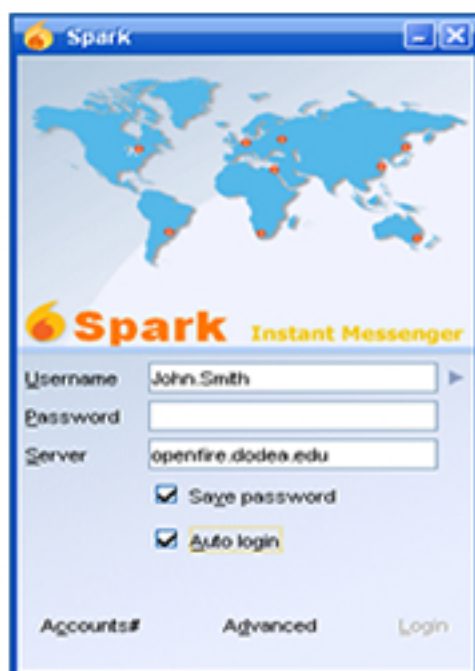 Spark
Spark Instant Messenger
Username John.Smith
Password
Server openfire.dodea.edu
Save password
Auto login
Accounts# Advanced Login